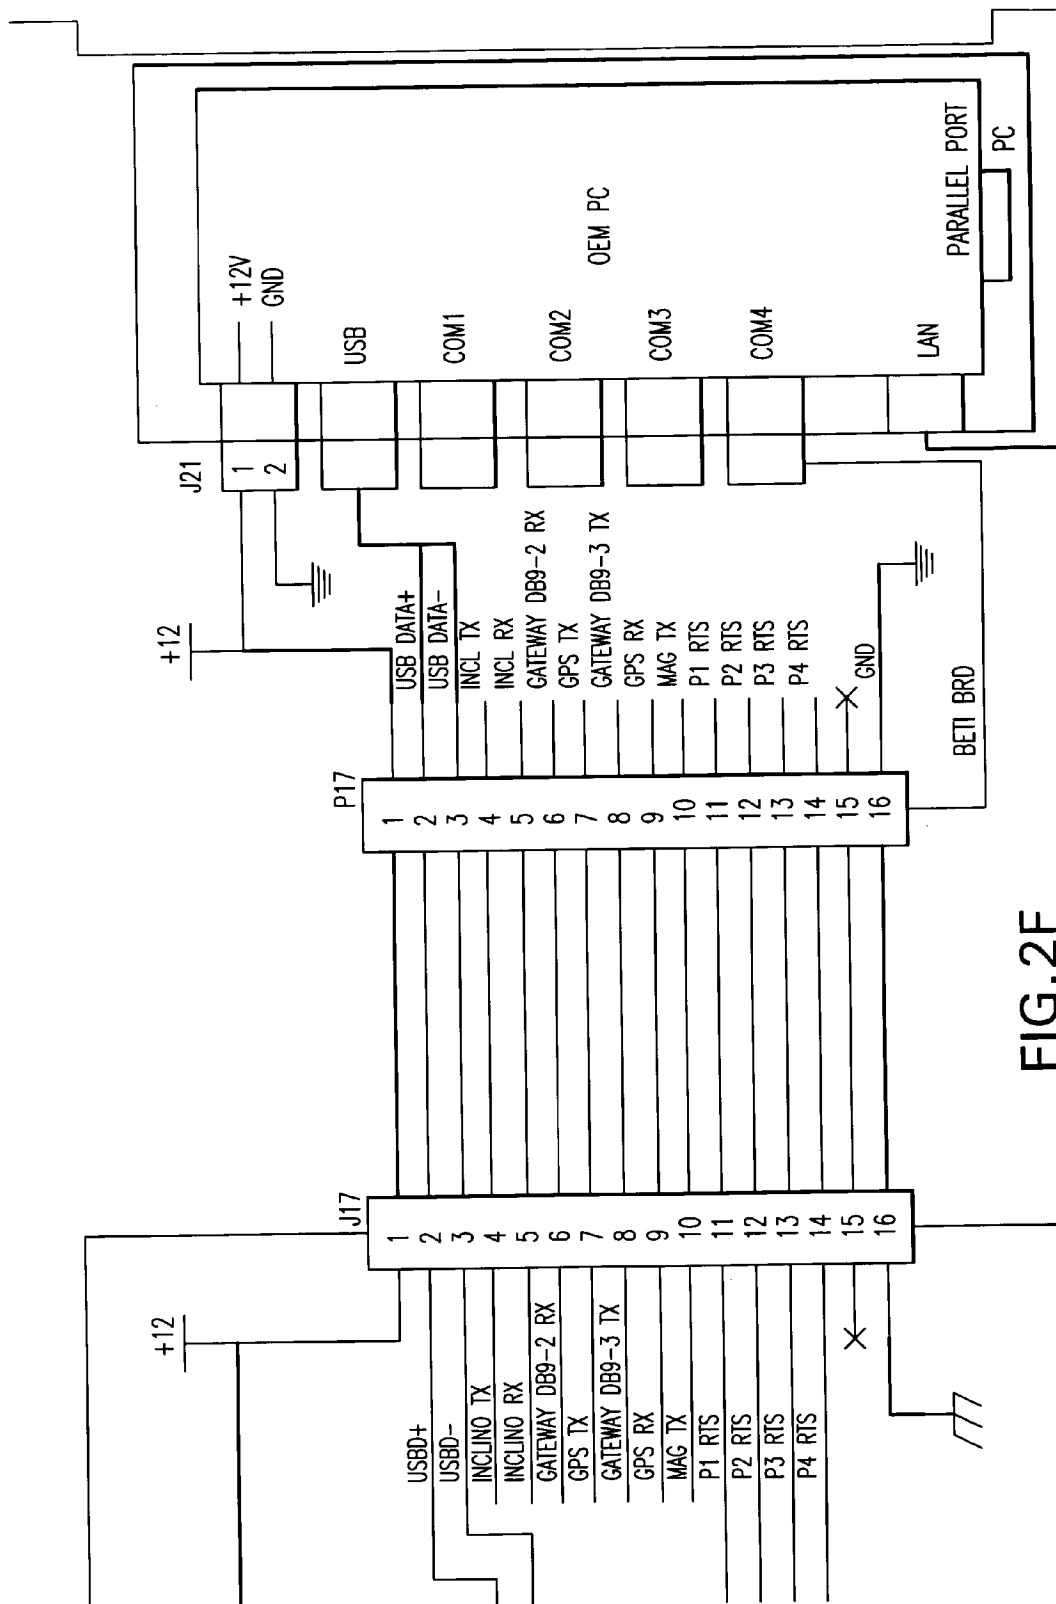 +12V
GND
USB
COM1
COM2
COM3
COM4
LAN
OEM PC
PARALLEL PORT
PC
J21
1
2
+12
USB DATA+
USB DATA-
INCL TX
INCL RX
GATEWAY DB9-2 RX
GPS TX
GATEWAY DB9-3 TX
GPS RX
MAG TX
P1 RTS
P2 RTS
P3 RTS
P4 RTS
GND
BETI BRD
P17
1
2
3
4
5
6
7
8
9
10
11
12
13
14
15
16
J17
1
2
3
4
5
6
7
8
9
10
11
12
13
14
15
16
+12
USBD+
USBD-
INCLINO TX
INCLINO RX
GATEWAY DB9-2 RX
GPS TX
GATEWAY DB9-3 TX
GPS RX
MAG TX
P1 RTS
P2 RTS
P3 RTS
P4 RTS
FIG.2F